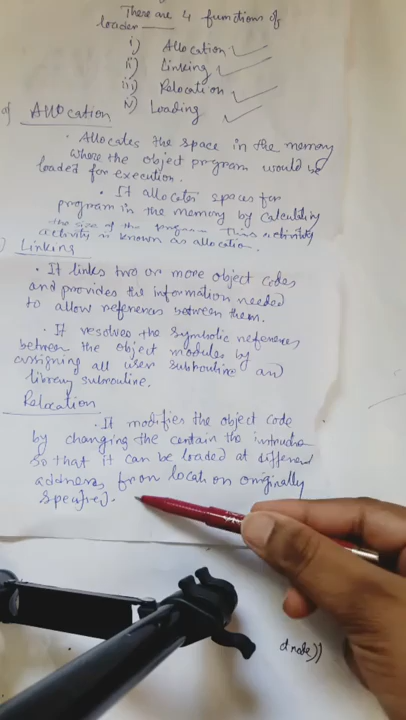 There are 4 functions of
loader
i) Allocation
ii) Linking
iii) Relocation
iv) Loading
of Allocation
· Allocates the space in the memory
where the object program would be
loaded for execution.
· It allocates spaces for
program in the memory by calculating
the size of the program This activity
activity is known as allocation.
) Linking
· It links two or more object codes
and provides the information needed
to allow references between them.
· It resolves the symbolic references
between the object modules by
assigning all user subroutine and
library subroutine.
Relocation
· It modifies the object code
by changing the certain the
so that it can be loaded at different
address from location originally
specified.